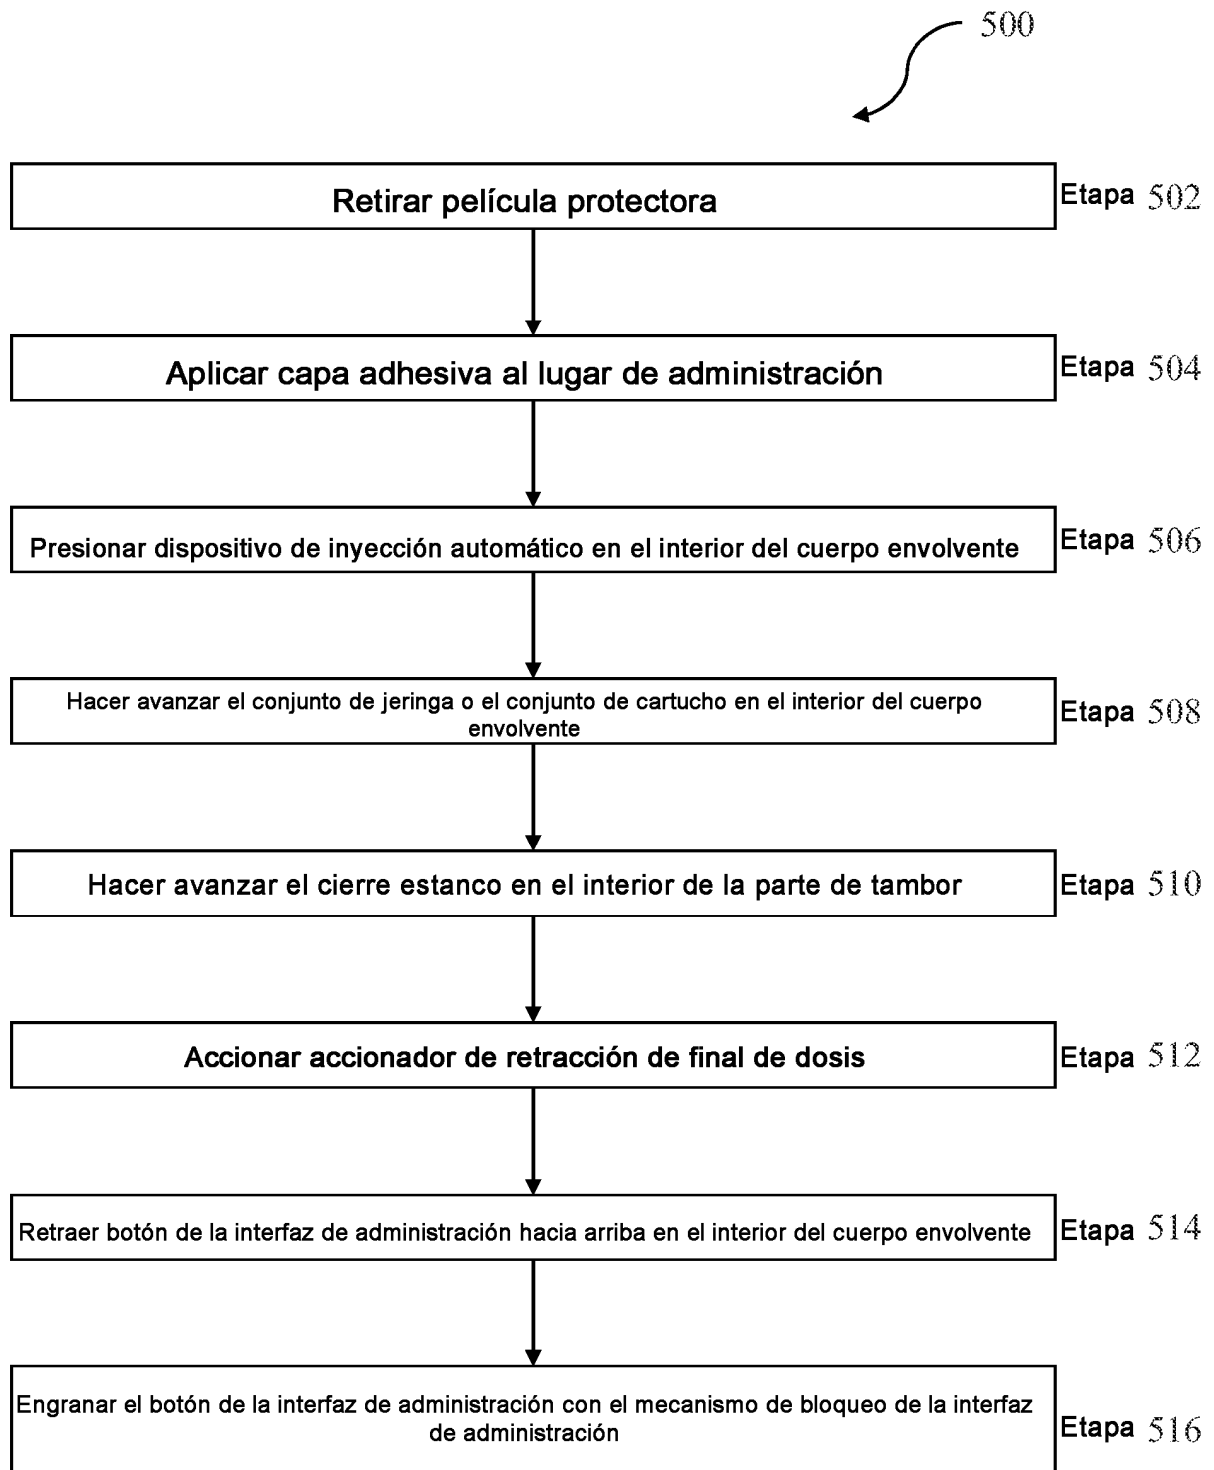 500
Retirar película protectora
Etapa 502
Aplicar capa adhesiva al lugar de administración
Etapa 504
Presionar dispositivo de inyección automático en el interior del cuerpo envolvente
Etapa 506
Hacer avanzar el conjunto de jeringa o el conjunto de cartucho en el interior del cuerpo
envolvente
Etapa 508
Hacer avanzar el cierre estanco en el interior de la parte de tambor
Etapa 510
Accionar accionador de retracción de final de dosis
Etapa 512
Retraer botón de la interfaz de administración hacia arriba en el interior del cuerpo envolvente
Etapa 514
Engranar el botón de la interfaz de administración con el mecanismo de bloqueo de la interfaz
de administración
Etapa 516